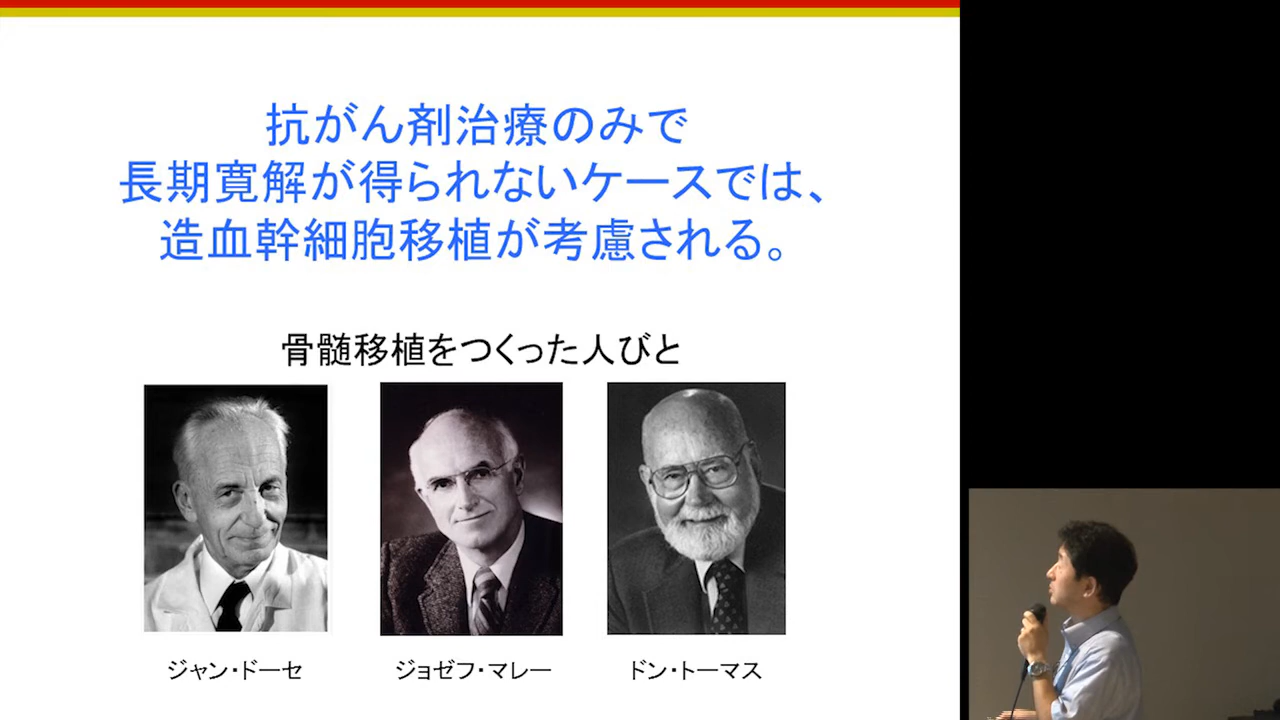 抗がん剤治療のみで
長期寛解が得られないケースでは、
造血幹細胞移植が考慮される。
骨髄移植をつくった人びと
ジャン・ドーセ
ジョゼフ・マレー
ドン・トーマス